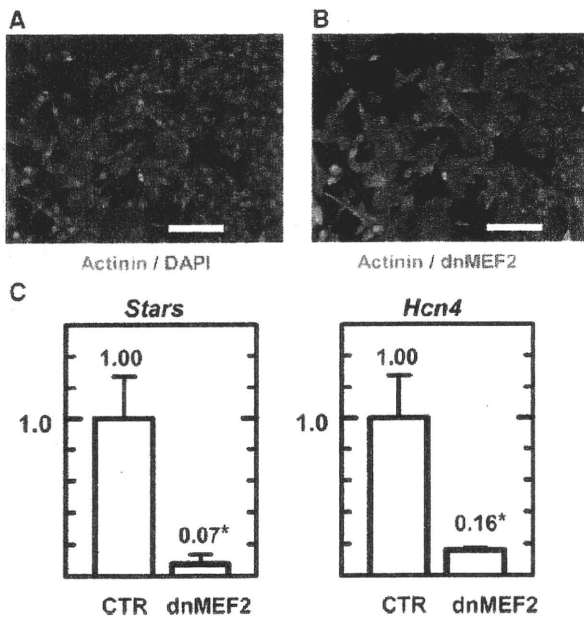 A B
Actinin / DAPI Actinin / dnMEF2
C
Stars Hcn4
1.00 1.00
1.0 1.0
0.07* 0.16*
CTR dnMEF2 CTR dnMEF2